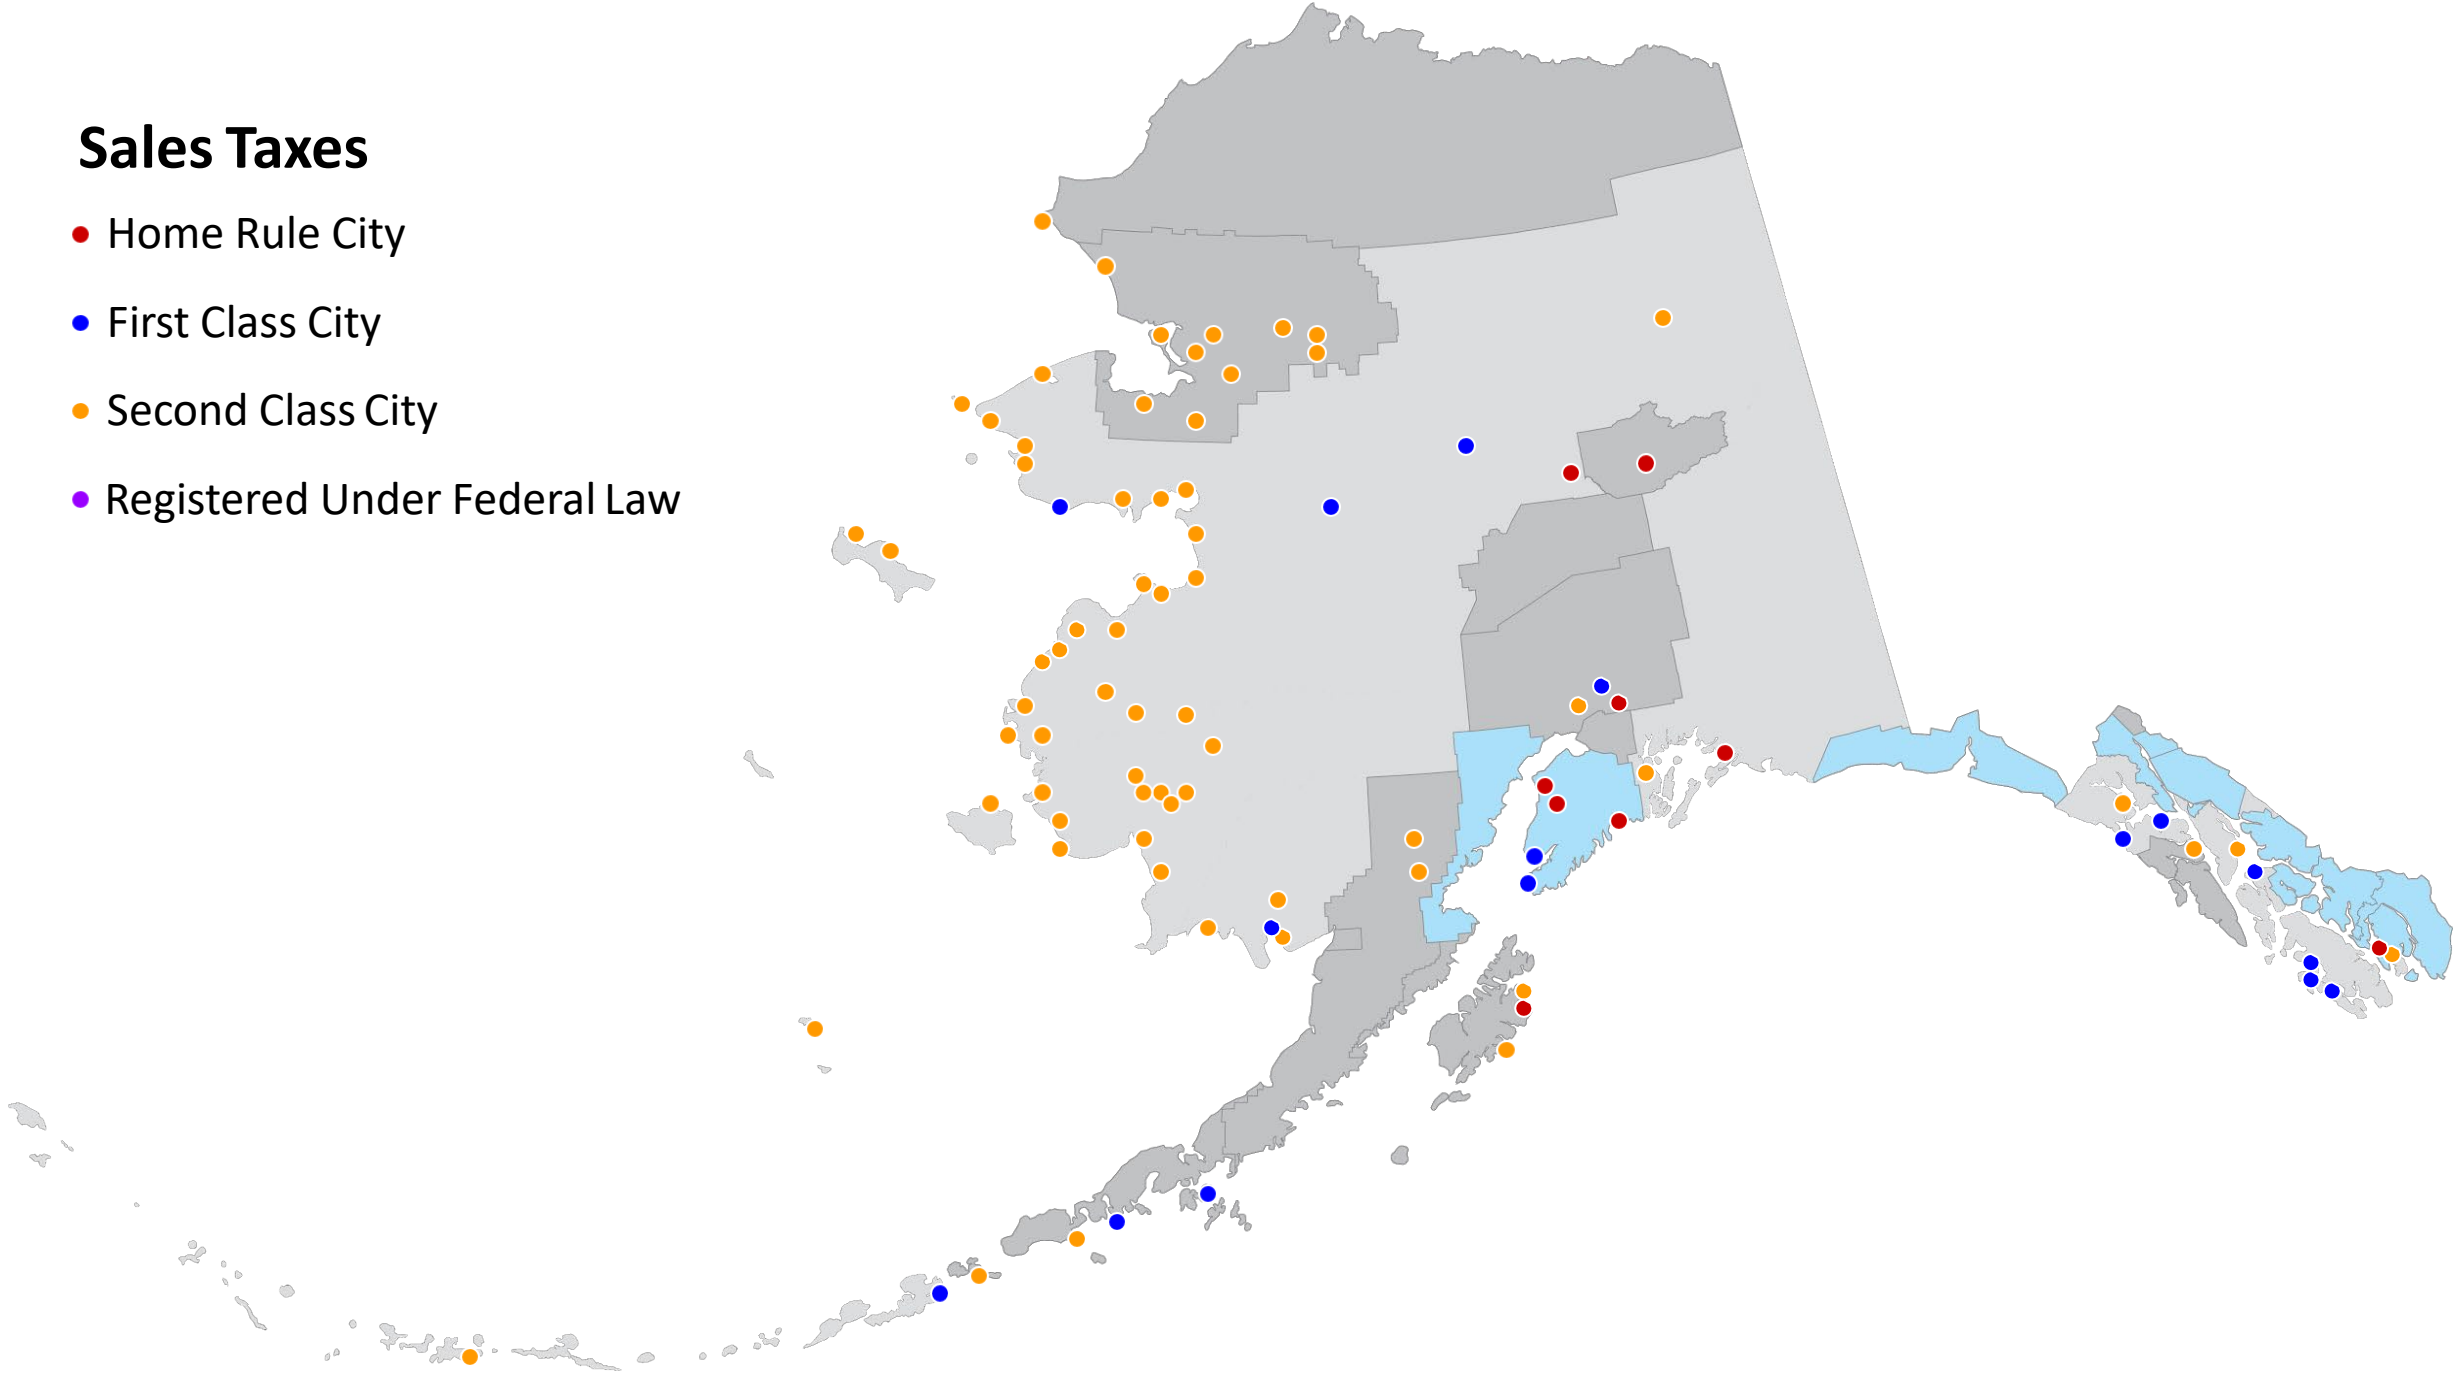 Sales Taxes
Home Rule City
First Class City
Second Class City
Registered Under Federal Law